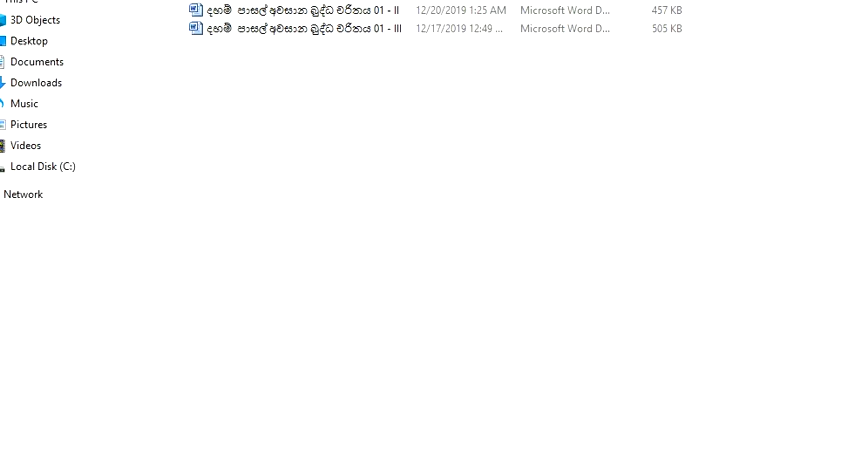 This PC
දහම් පාසල් අවසාන බුද්ධ චරිතය 01 - II 12/20/2019 1:25 AM Microsoft Word D... 457 KB
3D Objects
දහම් පාසල් අවසාන බුද්ධ චරිතය 01 - III 12/17/2019 12:49 ... Microsoft Word D... 505 KB
Desktop
Documents
Downloads
Music
Pictures
Videos
Local Disk (C:)
Network